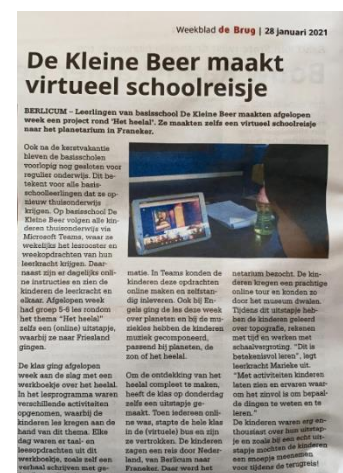 Weekblad de Brug | 28 januari 2021
De Kleine Beer maakt
virtueel schoolreisje
BERLICUM – Leerlingen van basisschool De Kleine Beer maakten afgelopen
week een project rond 'Het heelal'. Ze maakten zelfs een virtueel schoolreisje
naar het planetarium in Franeker.
Ook na de kerstvakantie
bleven de basisscholen
voorlopig nog gesloten voor
regulier onderwijs. Dit be-
tekent voor alle basis-
schoolleerlingen dat ze op-
nieuw thuisonderwijs
krijgen. Op basisschool De
Kleine Beer volgen alle kin-
deren thuisonderwijs via
Microsoft Teams, waar ze
wekelijks het lesrooster en
weekopdrachten van hun
leerkracht krijgen. Daar-
naast zijn er dagelijks onli-
ne instructies en zien de
kinderen de leerkracht en
elkaar. Afgelopen week
had groep 5-6 les rondom
het thema "Het heelal"
zelfs een (online) uitstapje,
waarbij ze naar Friesland
gingen.
De klas ging afgelopen
week aan de slag met een
werkboekje over het heelal.
In het lesprogramma waren
verschillende activiteiten
opgenomen, waarbij de
kinderen les kregen aan de
hand van dit thema. Elke
dag waren er taal- en
leesopdrachten uit dit
werkboekje, zoals zelf een
verhaal schrijven met ge-
matie. In Teams konden de
kinderen deze opdrachten
online maken en zelfstan-
dig inleveren. Ook bij En-
gels ging de les deze week
over planeten en bij de mu-
ziekles hebben de kinderen
muziek gecomponeerd,
passend bij planeten, de
zon of het heelal.
Om de ontdekking van het
heelal compleet te maken,
heeft de klas op donderdag
zelfs een uitstapje ge-
maakt. Toen iedereen onli-
ne was, stapte de hele klas
in de (virtuele) bus en zijn
ze vertrokken. De kinderen
zagen een reis door Neder-
land, van Berlicum naar
Franeker. Daar werd het
netarium bezocht. De kin-
deren kregen een prachtige
online tour en konden zo
door het museum dwalen.
Tijdens dit uitstapje heb-
ben de kinderen geleerd
over topografie, rekenen
met tijd en werken met
schaalvergroting. "Dit is
betekenisvol leren", legt
leerkracht Marieke uit.
"Met activiteiten kinderen
laten zien en ervaren waar-
om het zinvol is om bepaal-
de dingen te weten en te
leren."
De kinderen waren erg en-
thousiast over hun uitstap-
je en zoals bij een echt uit-
stapje mochten de kinderen
een snoepje meenemen
voor tijdens de terugreis!